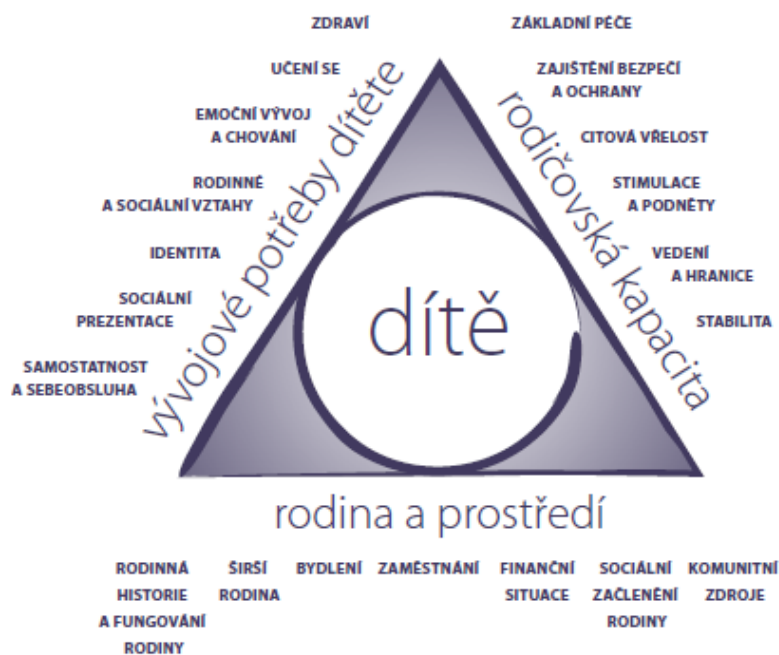 ZDRAVÍ
UČENÍ SE
EMOČNÍ VÝVOJ
A CHOVÁNÍ
RODINNÉ
A SOCIÁLNÍ VZTAHY
IDENTITA
SOCIÁLNÍ
PREZENTACE
SAMOSTATNOST
A SEBEOBSLUHA
vývojové potřeby dítěte
dítě
rodičovská kapacita
ZÁKLADNÍ PÉČE
ZAJIŠTĚNÍ BEZPEČÍ
A OCHRANY
CITOVÁ VŘELOST
STIMULACE
A PODNĚTY
VEDENÍ
A HRANICE
STABILITA
rodina a prostředí
RODINNÁ
HISTORIE
A FUNGOVÁNÍ
RODINY
ŠIRŠÍ
RODINA
BYDLENÍ
ZAMĚSTNÁNÍ
FINANČNÍ
SITUACE
SOCIÁLNÍ
ZAČLENĚNÍ
RODINY
KOMUNITNÍ
ZDROJE